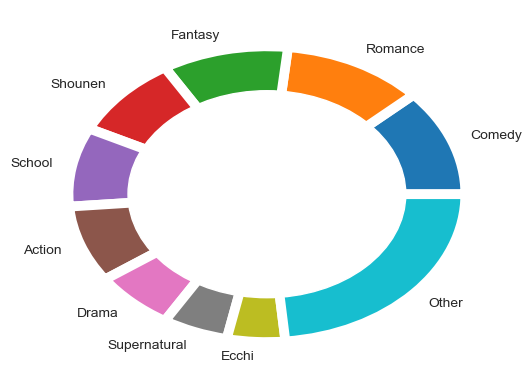 Fantasy
Romance
Shounen
Comedy
School
Action
Other
Drama
Supernatural
Ecchi